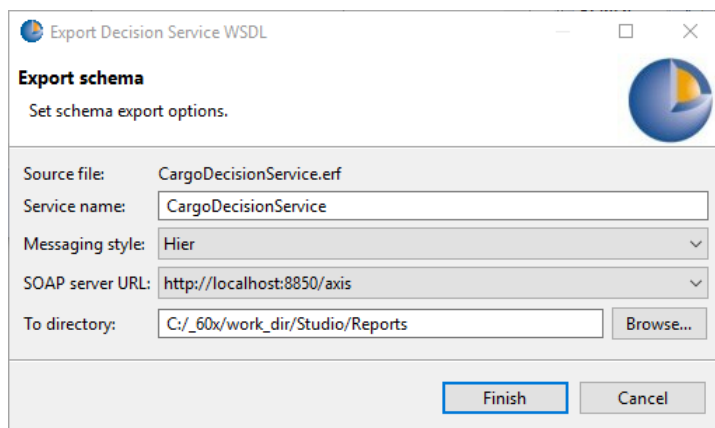 Export Decision Service WSDL
Export schema
Set schema export options.
Source file: CargoDecisionService.erf
Service name: CargoDecisionService
Messaging style: Hier
SOAP server URL: http://localhost:8850/axis
To directory: C:/_60x/work_dir/Studio/Reports Browse...
Finish Cancel